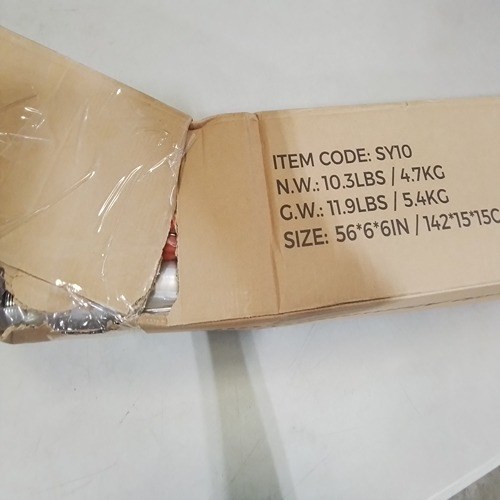 ITEM CODE: SY10
N.W.: 10.3LBS / 4.7KG
G.W.: 11.9LBS / 5.4KG
SIZE: 56*6*6IN / 142*15*15C